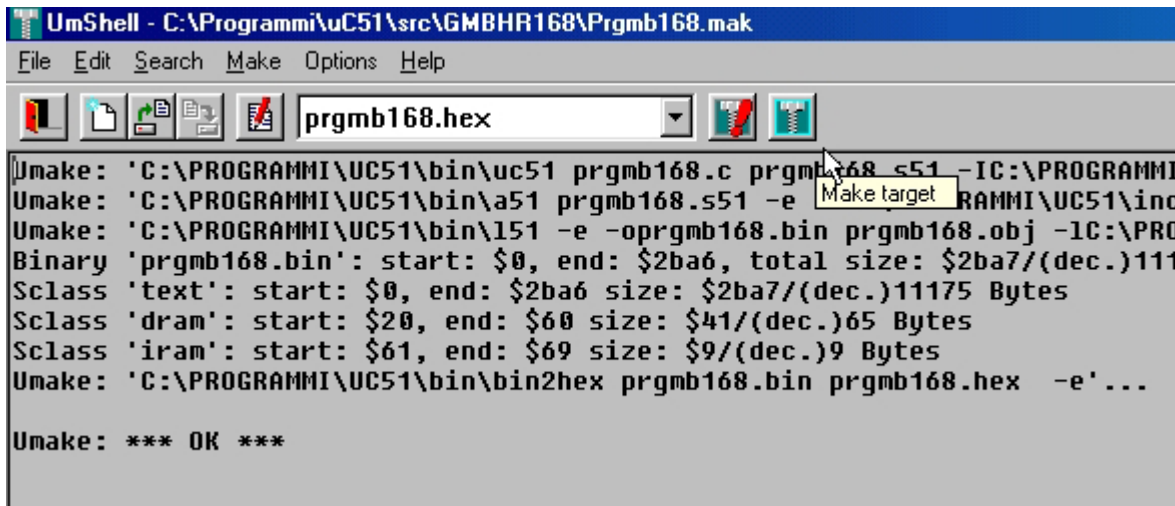 UmShell - C:\Programmi\uC51\src\GMBHR168\Prgmb168.mak
File Edit Search Make Options Help
prgmb168.hex
Umake: 'C:\PROGRAMMI\UC51\bin\uc51 prgmb168.c prgmb168.s51 -IC:\PROGRAMMI
Make target
Umake: 'C:\PROGRAMMI\UC51\bin\a51 prgmb168.s51 -e RAMMI\UC51\inc
Umake: 'C:\PROGRAMMI\UC51\bin\l51 -e -oprgmb168.bin prgmb168.obj -lC:\PRO
Binary 'prgmb168.bin': start: $0, end: $2ba6, total size: $2ba7/(dec.)111
Sclass 'text': start: $0, end: $2ba6 size: $2ba7/(dec.)11175 Bytes
Sclass 'dram': start: $20, end: $60 size: $41/(dec.)65 Bytes
Sclass 'iram': start: $61, end: $69 size: $9/(dec.)9 Bytes
Umake: 'C:\PROGRAMMI\UC51\bin\bin2hex prgmb168.bin prgmb168.hex -e'...
Umake: *** OK ***